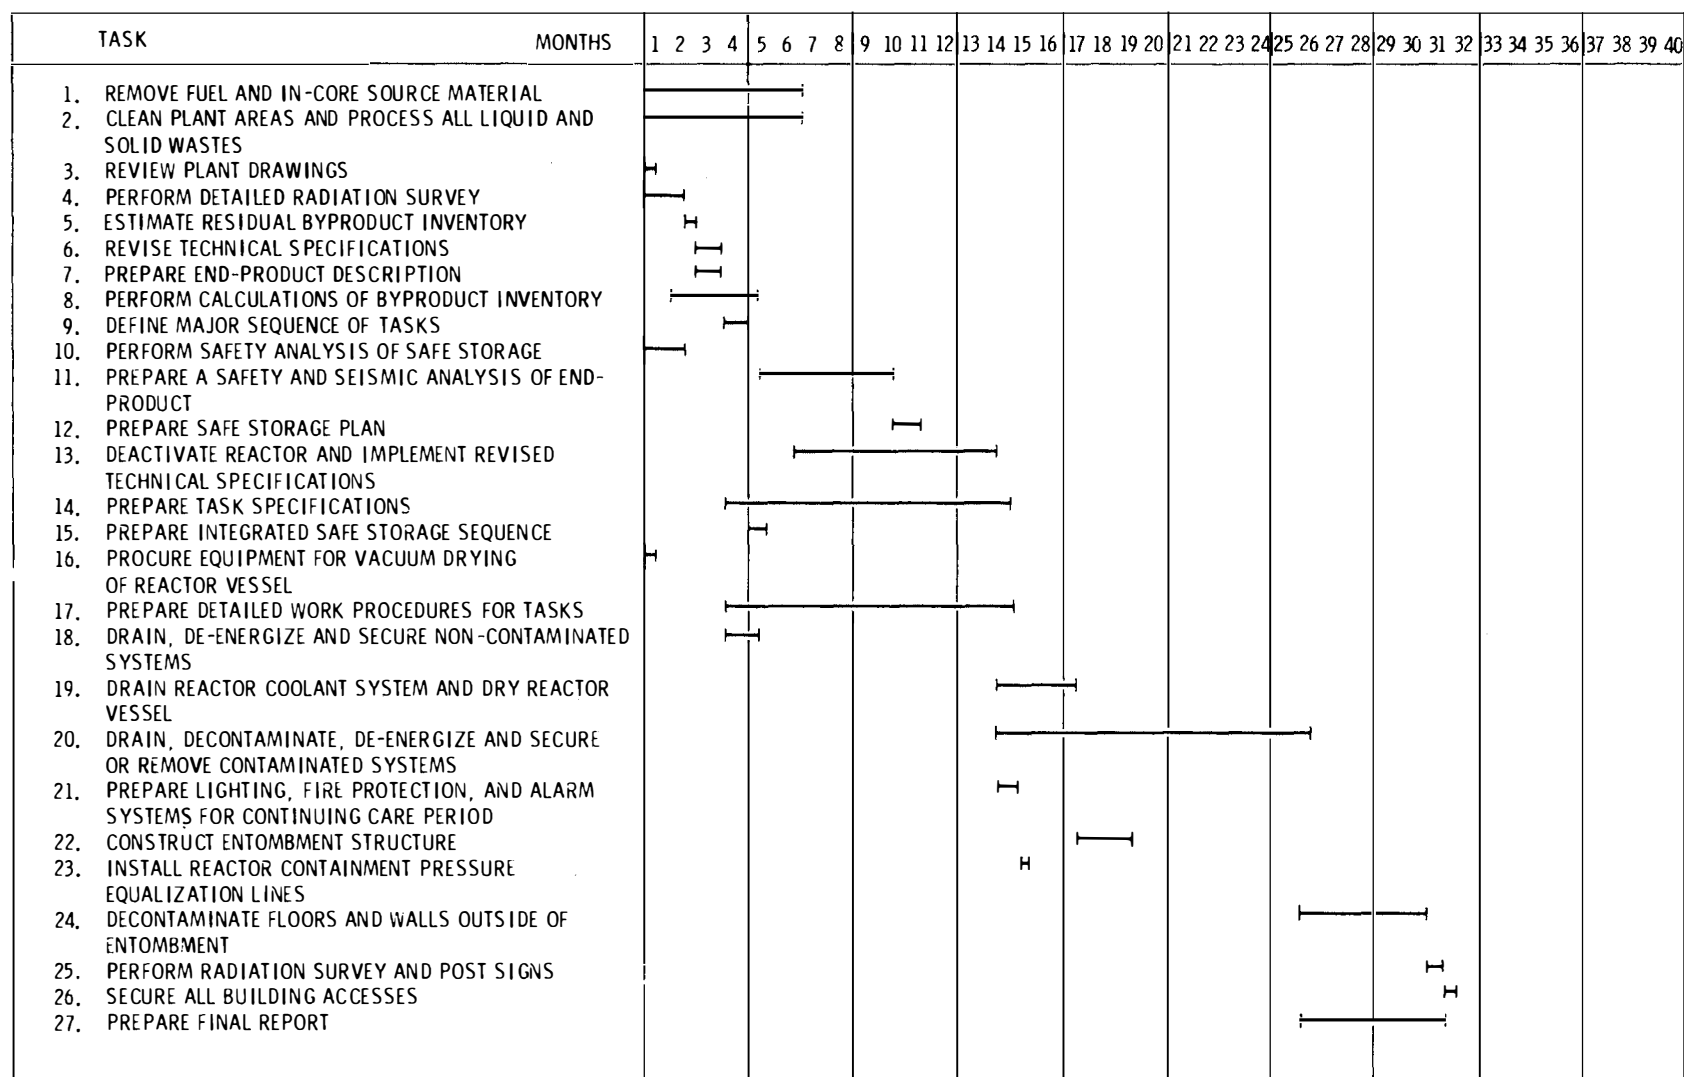 TASK MONTHS 1 2 3 4 5 6 7 8 9 10 11 12 13 14 15 16 17 18 19 20 21 22 23 24 25 26 27 28 29 30 31 32 33 34 35 36 37 38 39 40
1. REMOVE FUEL AND IN-CORE SOURCE MATERIAL
2. CLEAN PLANT AREAS AND PROCESS ALL LIQUID AND
SOLID WASTES
3. REVIEW PLANT DRAWINGS
4. PERFORM DETAILED RADIATION SURVEY
5. ESTIMATE RESIDUAL BYPRODUCT INVENTORY
6. REVISE TECHNICAL SPECIFICATIONS
7. PREPARE END-PRODUCT DESCRIPTION
8. PERFORM CALCULATIONS OF BYPRODUCT INVENTORY
9. DEFINE MAJOR SEQUENCE OF TASKS
10. PERFORM SAFETY ANALYSIS OF SAFE STORAGE
11. PREPARE A SAFETY AND SEISMIC ANALYSIS OF END-
PRODUCT
12. PREPARE SAFE STORAGE PLAN
13. DEACTIVATE REACTOR AND IMPLEMENT REVISED
TECHNICAL SPECIFICATIONS
14. PREPARE TASK SPECIFICATIONS
15. PREPARE INTEGRATED SAFE STORAGE SEQUENCE
16. PROCURE EQUIPMENT FOR VACUUM DRYING
OF REACTOR VESSEL
17. PREPARE DETAILED WORK PROCEDURES FOR TASKS
18. DRAIN, DE-ENERGIZE AND SECURE NON-CONTAMINATED
SYSTEMS
19. DRAIN REACTOR COOLANT SYSTEM AND DRY REACTOR
VESSEL
20. DRAIN, DECONTAMINATE, DE-ENERGIZE AND SECURE
OR REMOVE CONTAMINATED SYSTEMS
21. PREPARE LIGHTING, FIRE PROTECTION, AND ALARM
SYSTEMS FOR CONTINUING CARE PERIOD
22. CONSTRUCT ENTOMBMENT STRUCTURE
23. INSTALL REACTOR CONTAINMENT PRESSURE
EQUALIZATION LINES
24. DECONTAMINATE FLOORS AND WALLS OUTSIDE OF
ENTOMBMENT
25. PERFORM RADIATION SURVEY AND POST SIGNS
26. SECURE ALL BUILDING ACCESSES
27. PREPARE FINAL REPORT